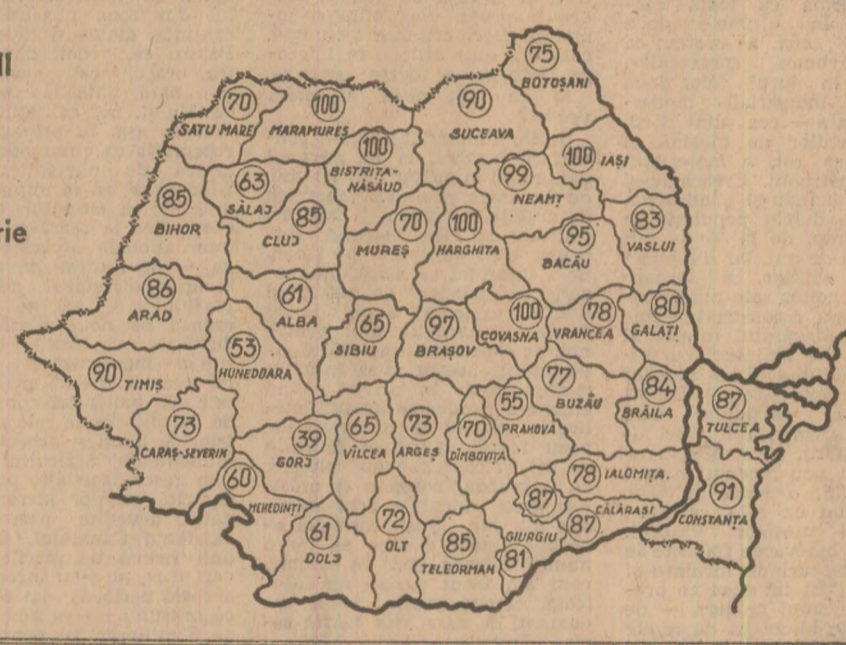 II
rie
75
BOTOȘANI
70
SATU MARE
100
MARAMUREȘ
90
SUCEAVA
100
BISTRIȚA-
NĂSĂUD
100 IAȘI
99
NEAMȚ
63
SĂLAJ
85
BIHOR
85
CLUJ
70
MUREȘ
100
HARGHITA
95
BACĂU
83
VASLUI
86
ARAD
61
ALBA
65
SIBIU
97
BRAȘOV
100
COVASNA
78
VRANCEA
80
GALAȚI
53
HUNEDOARA
90 TIMIȘ
77
BUZĂU
84
BRĂILA
87
TULCEA
73
CARAȘ-SEVERIN
39
GORJ
65
VÎLCEA
73
ARGEȘ
70
DÎMBOVIȚA
55
PRAHOVA
60
MEHEDINȚI
78 IALOMIȚA.
91
CONSTANȚA
61
DOLJ
72
OLT
85
TELEORMAN
87
CĂLĂRAȘI
87
GIURGIU
81